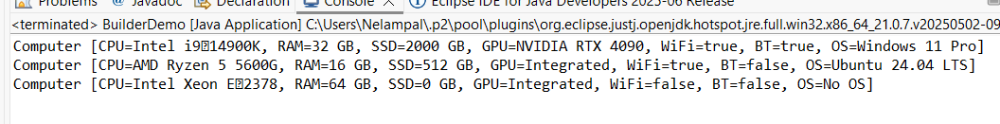 Problems Javadoc Declaration Console Eclipse IDE for Java Developers 2025-06 Release
<terminated> BuilderDemo [Java Application] C:\Users\Nelampal\.p2\pool\plugins\org.eclipse.justj.openjdk.hotspot.jre.full.win32.x86_64_21.0.7.v20250502-09
Computer [CPU=Intel i9▯14900K, RAM=32 GB, SSD=2000 GB, GPU=NVIDIA RTX 4090, WiFi=true, BT=true, OS=Windows 11 Pro]
Computer [CPU=AMD Ryzen 5 5600G, RAM=16 GB, SSD=512 GB, GPU=Integrated, WiFi=true, BT=false, OS=Ubuntu 24.04 LTS]
Computer [CPU=Intel Xeon E▯2378, RAM=64 GB, SSD=0 GB, GPU=Integrated, WiFi=false, BT=false, OS=No OS]